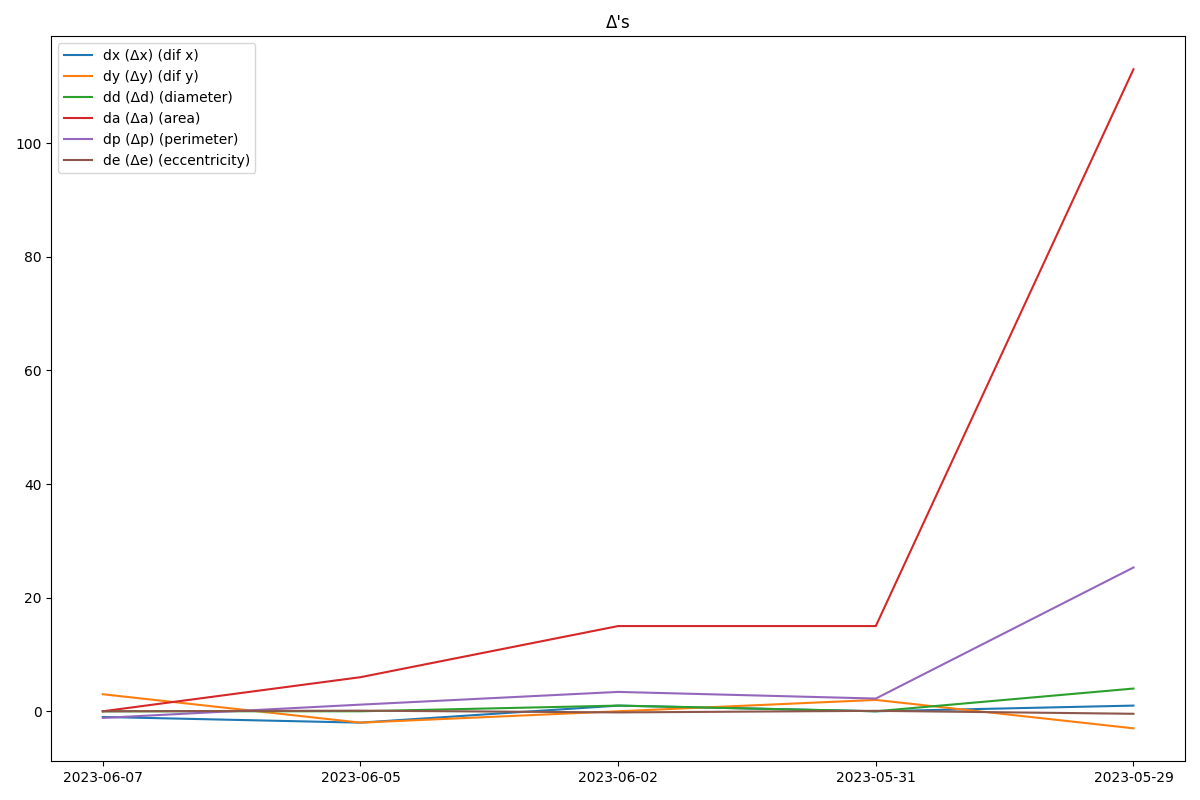 Δ's
dx (Δx) (dif x)
dy (Δy) (dif y)
dd (Δd) (diameter)
da (Δa) (area)
dp (Δp) (perimeter)
de (Δe) (eccentricity)
100
80
60
40
20
0
2023-06-07 2023-06-05 2023-06-02 2023-05-31 2023-05-29